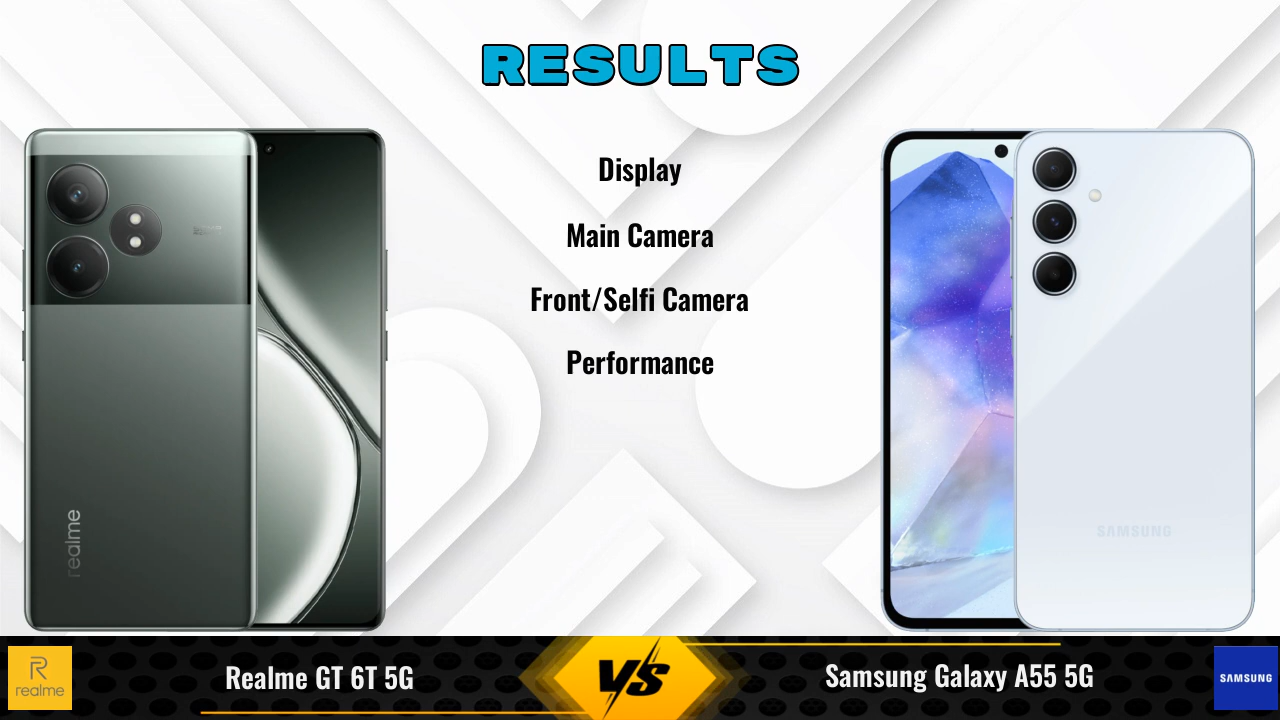 RESULTS
Display
Main Camera
Front/Selfi Camera
Performance
realme
SAMSUNG
realme
Realme GT 6T 5G
VS
Samsung Galaxy A55 5G
SAMSUNG